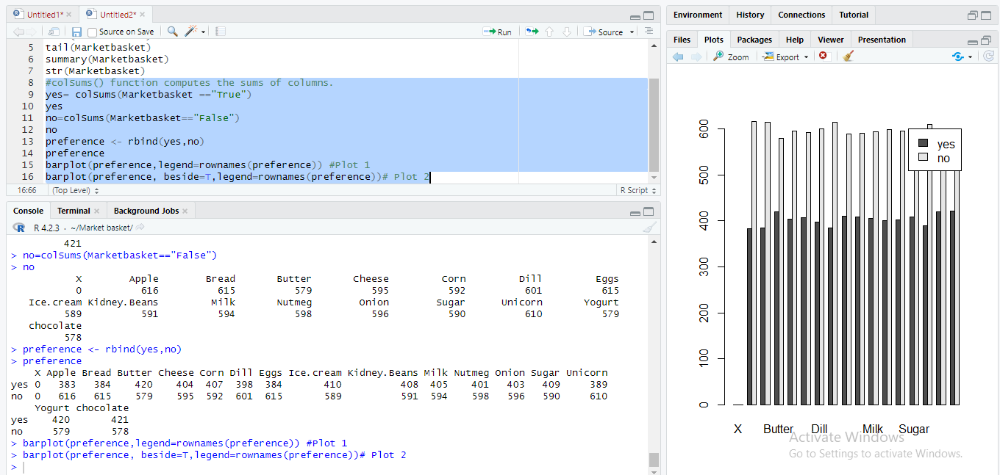 Untitled1* × Untitled2* ×
Source on Save Run Source
5 tail(Marketbasket)
6 summary(Marketbasket)
7 str(Marketbasket)
8 #colSums() function computes the sums of columns.
9 yes= colSums(Marketbasket =="True")
10 yes
11 no=colSums(Marketbasket=="False")
12 no
13 preference <- rbind(yes,no)
14 preference
15 barplot(preference,legend=rownames(preference)) #Plot 1
16 barplot(preference, beside=T,legend=rownames(preference))# Plot 2
16:66 (Top Level) R Script
Console Terminal × Background Jobs ×
R 4.2.3 · ~/Market basket/
421
> no=colSums(Marketbasket=="False")
> no
X Apple Bread Butter Cheese Corn Dill Eggs
0 616 615 579 595 592 601 615
Ice.cream Kidney.Beans Milk Nutmeg Onion Sugar Unicorn Yogurt
589 591 594 598 596 590 610 579
chocolate
578
> preference <- rbind(yes,no)
> preference
X Apple Bread Butter Cheese Corn Dill Eggs Ice.cream Kidney.Beans Milk Nutmeg Onion Sugar Unicorn
yes 0 383 384 420 404 407 398 384 410 408 405 401 403 409 389
no 0 616 615 579 595 592 601 615 589 591 594 598 596 590 610
Yogurt chocolate
yes 420 421
no 579 578
> barplot(preference,legend=rownames(preference)) #Plot 1
> barplot(preference, beside=T,legend=rownames(preference))# Plot 2
>
Environment History Connections Tutorial
Files Plots Packages Help Viewer Presentation
Zoom Export
600
500
400
300
200
100
0
yes
no
X Butter Dill Milk Sugar
Activate Windows
Go to Settings to activate Windows.